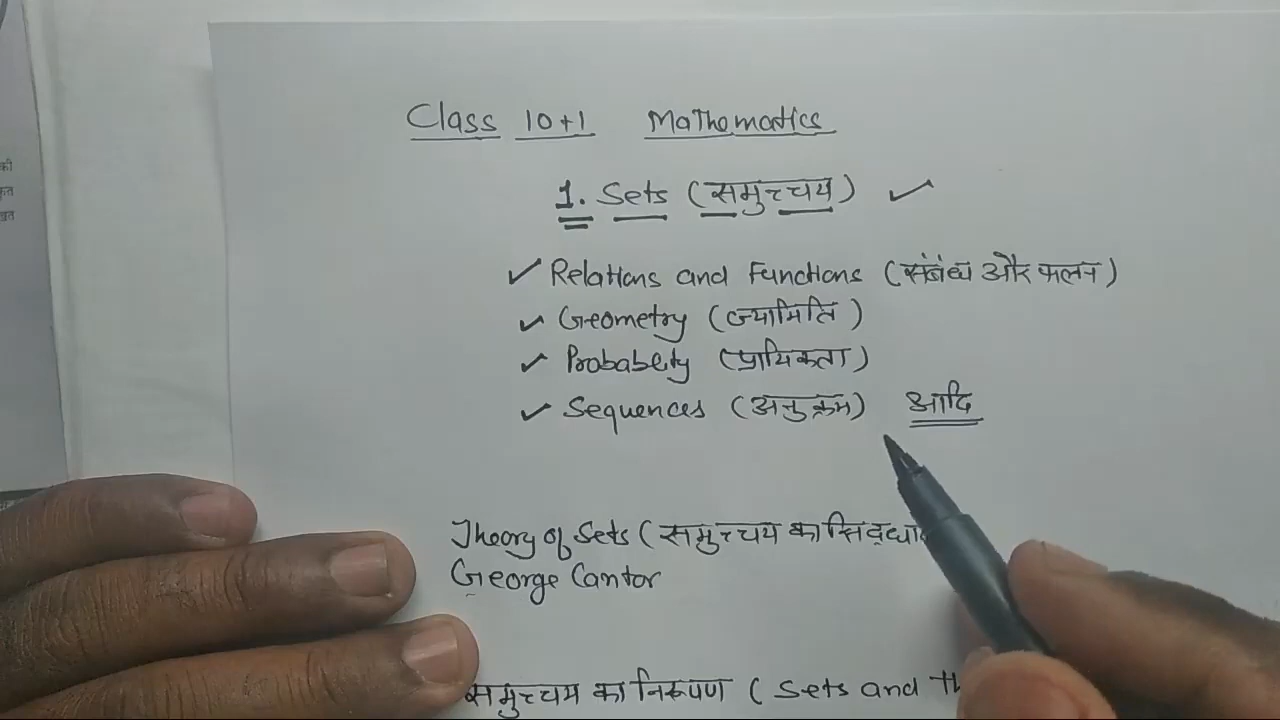 Class 10+1 Mathematics
1. Sets (समुच्चय)
Relations and Functions (संबंध और फलन)
Geometry (ज्यामिति)
Probabelity (प्रायिकता)
Sequences (अनुक्रम) आदि
Theory of Sets (समुच्चय का
George Cantor
समुच्चय का निरूपण ( Sets and
की